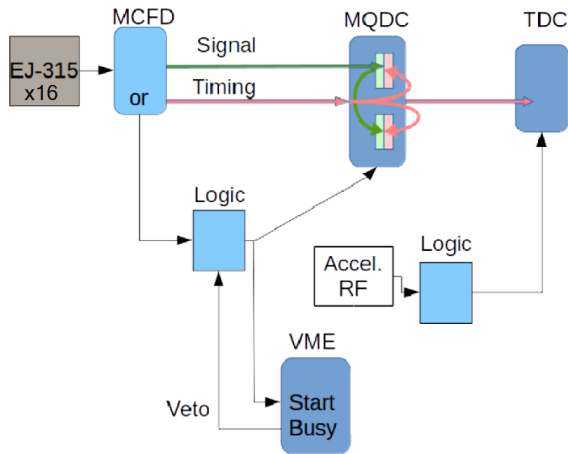 MCFD
MQDC
TDC
Signal
EJ-315
x16
or
Timing
Logic
Logic
Accel.
RF
VME
Veto
Start
Busy